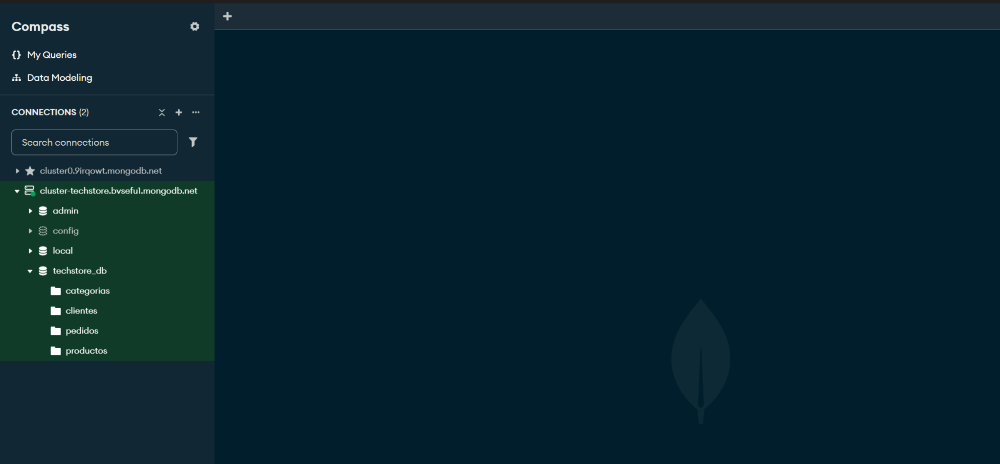 Compass
My Queries
Data Modeling
CONNECTIONS (2)
Search connections
cluster0.9irqowt.mongodb.net
cluster-techstore.bvsefu1.mongodb.net
admin
config
local
techstore_db
categorias
clientes
pedidos
productos